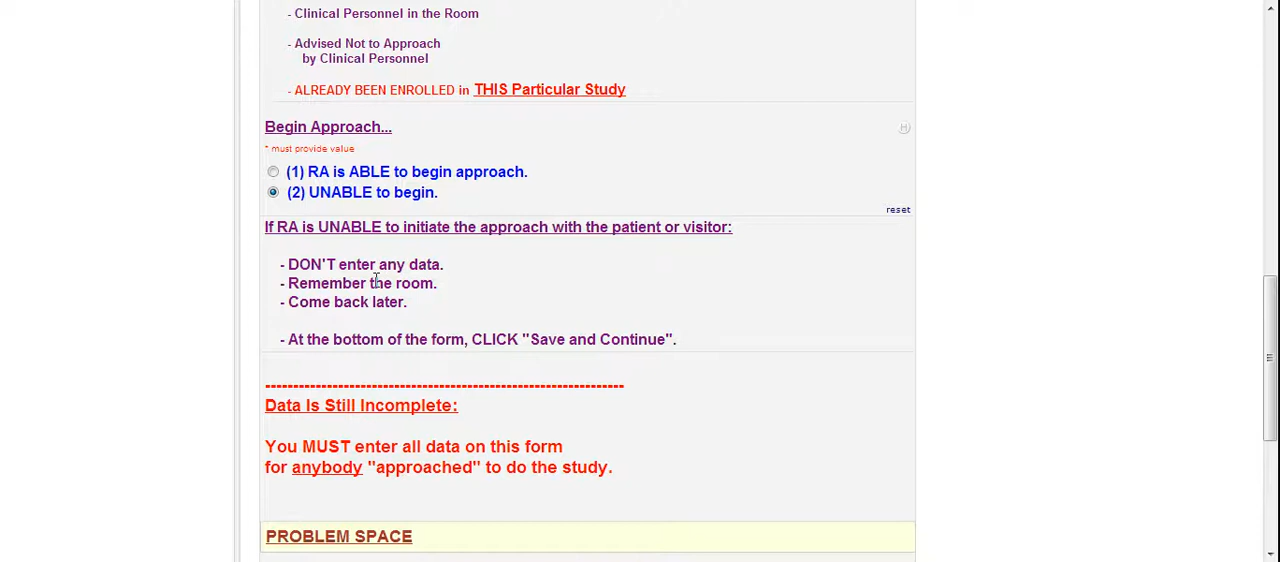 - Clinical Personnel in the Room
- Advised Not to Approach
by Clinical Personnel
- ALREADY BEEN ENROLLED in THIS Particular Study
Begin Approach...
H
* must provide value
(1) RA is ABLE to begin approach.
(2) UNABLE to begin.
reset
If RA is UNABLE to initiate the approach with the patient or visitor:
- DON'T enter any data.
- Remember the room.
- Come back later.
- At the bottom of the form, CLICK "Save and Continue".
----------------------------------------------------------------
Data Is Still Incomplete:
You MUST enter all data on this form
for anybody "approached" to do the study.
PROBLEM SPACE